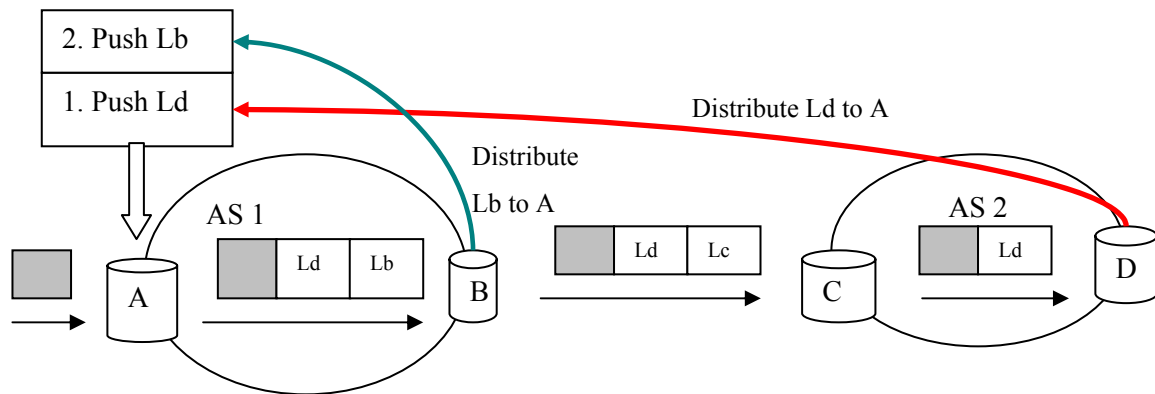 2. Push Lb
1. Push Ld
Distribute Ld to A
Distribute
Lb to A
AS 1
AS 2
Ld Lb
Ld Lc
Ld
A
B
C
D